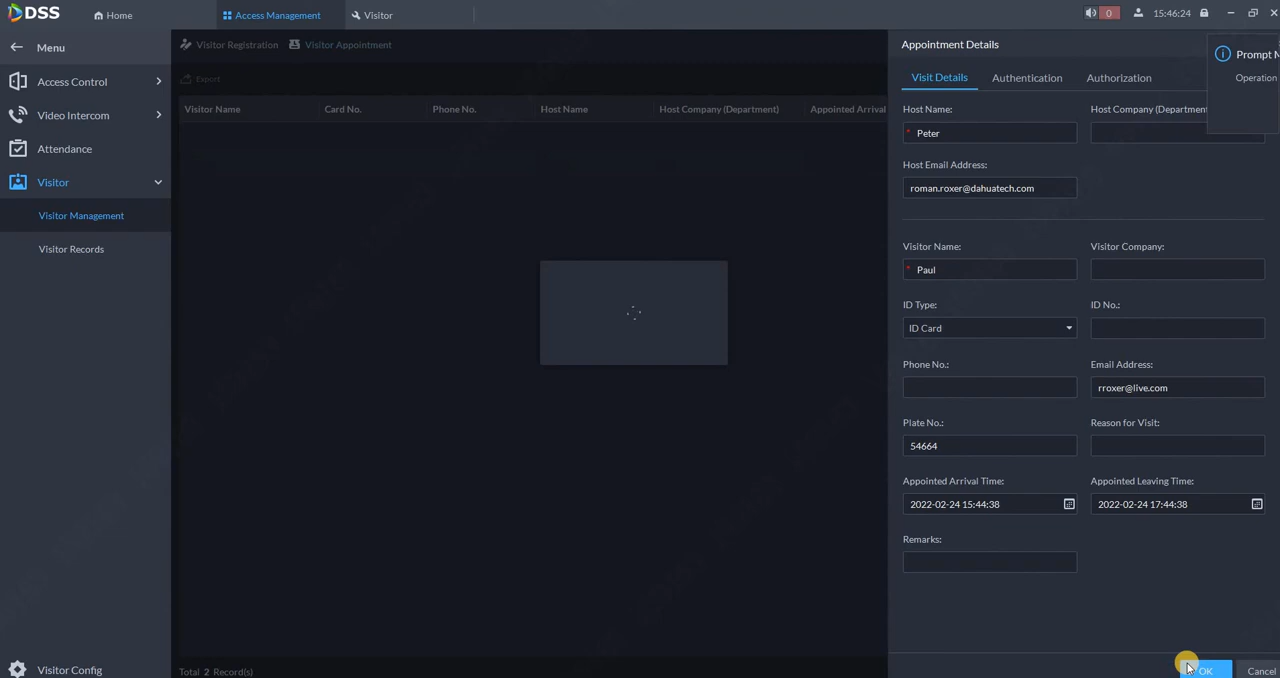 DSS Home Access Management Visitor 0 15:46:24
Menu Visitor Registration Visitor Appointment Appointment Details
Prompt M
Operation
Access Control
Video Intercom
Attendance
Visitor
Visitor Management
Visitor Records
Visitor Config
Export
Visitor Name Card No. Phone No. Host Name Host Company (Department) Appointed Arrival
Total 2 Record(s)
Visit Details Authentication Authorization
Host Name: Host Company (Department
* Peter
Host Email Address:
roman.roxer@dahuatech.com
Visitor Name: Visitor Company:
* Paul
ID Type: ID No.:
ID Card
Phone No.: Email Address:
rroxer@live.com
Plate No.: Reason for Visit:
54664
Appointed Arrival Time: Appointed Leaving Time:
2022-02-24 15:44:38 2022-02-24 17:44:38
Remarks:
OK Cancel